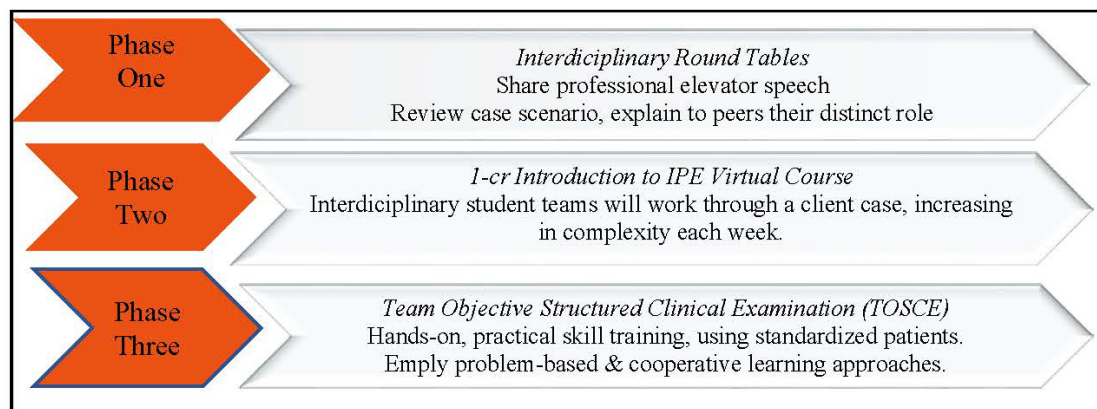 Phase
One
Interdiciplinary Round Tables
Share professional elevator speech
Review case scenario, explain to peers their distinct role
Phase
Two
1-cr Introduction to IPE Virtual Course
Interdiciplinary student teams will work through a client case, increasing
in complexity each week.
Phase
Three
Team Objective Structured Clinical Examination (TOSCE)
Hands-on, practical skill training, using standardized patients.
Emply problem-based & cooperative learning approaches.